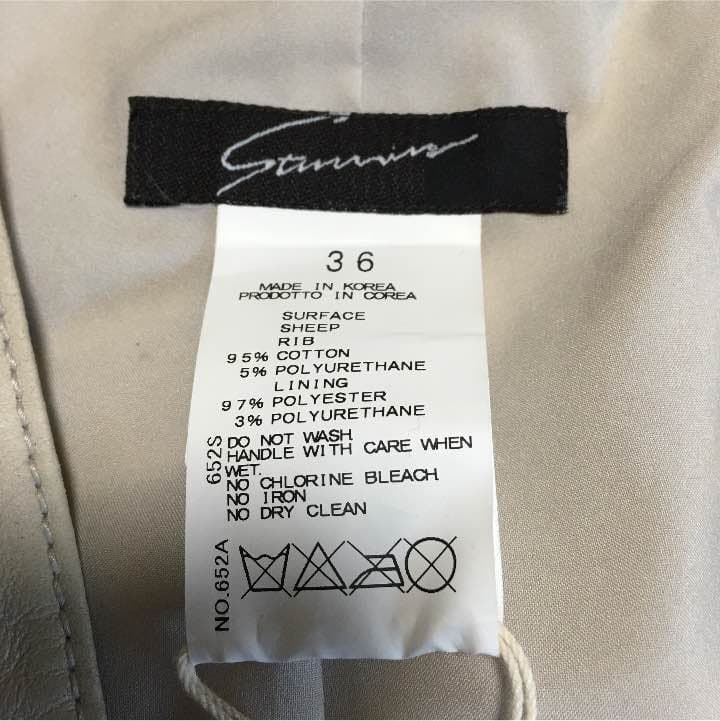 36
MADE IN KOREA
PRODOTTO IN COREA
SURFACE
SHEEP
RIB
95% COTTON
5% POLYURETHANE
LINING
97% POLYESTER
3% POLYURETHANE
DO NOT WASH.
HANDLE WITH CARE WHEN
WET.
NO CHLORINE BLEACH.
NO IRON
NO DRY CLEAN
652S
NO.652A